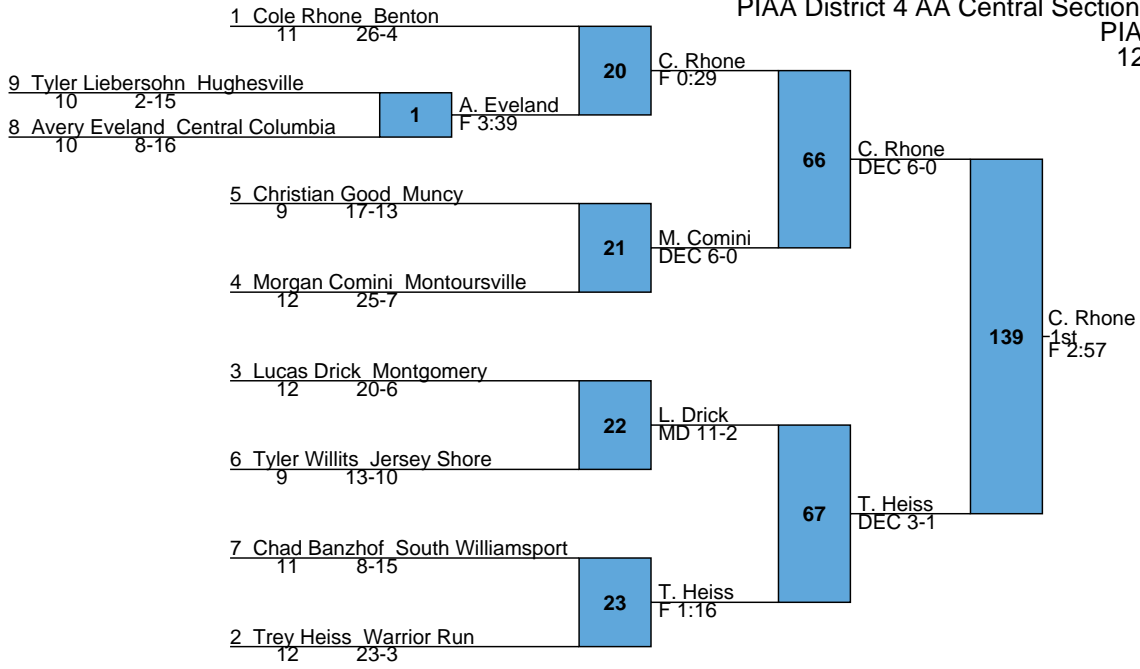 PIAA District 4 AA Central Section
PIA
12
1 Cole Rhone Benton
11 26-4
9 Tyler Liebersohn Hughesville
10 2-15
8 Avery Eveland Central Columbia
10 8-16
1
A. Eveland
F 3:39
20
C. Rhone
F 0:29
5 Christian Good Muncy
9 17-13
4 Morgan Comini Montoursville
12 25-7
21
M. Comini
DEC 6-0
66
C. Rhone
DEC 6-0
3 Lucas Drick Montgomery
12 20-6
6 Tyler Willits Jersey Shore
9 13-10
22
L. Drick
MD 11-2
7 Chad Banzhof South Williamsport
11 8-15
2 Trey Heiss Warrior Run
12 23-3
23
T. Heiss
F 1:16
67
T. Heiss
DEC 3-1
139
C. Rhone
1st
F 2:57